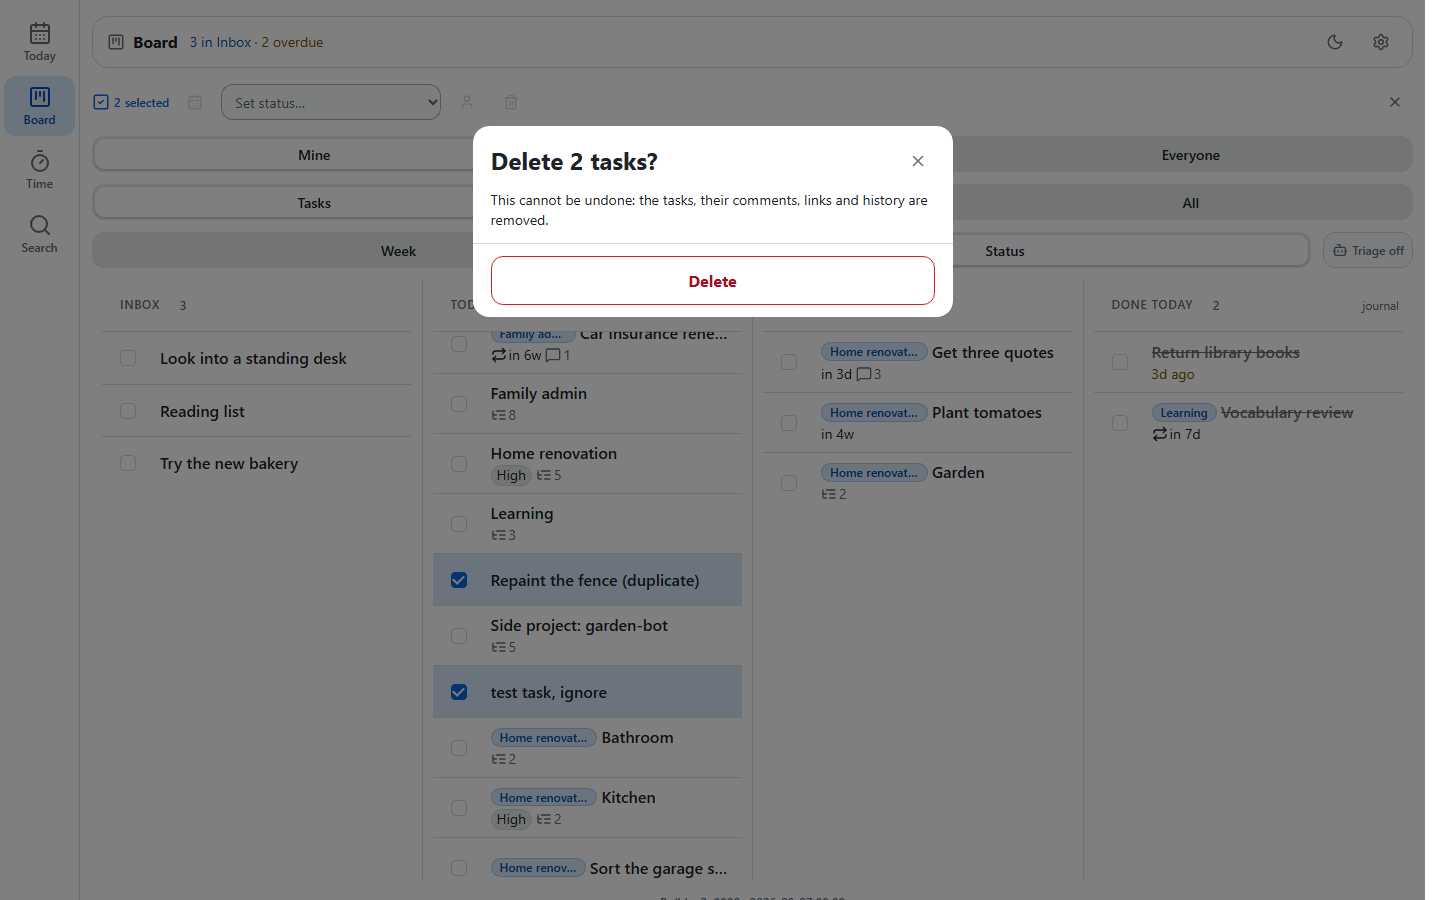 Today
Board
Time
Search
Board 3 in Inbox · 2 overdue
2 selected Set status...
Mine Everyone
Tasks All
Week Status Triage off
Delete 2 tasks?
This cannot be undone: the tasks, their comments, links and history are
removed.
Delete
INBOX 3
Look into a standing desk
Reading list
Try the new bakery
Family ad... Car insurance rene...
in 6w 1
Family admin
8
Home renovation
High 5
Learning
3
Repaint the fence (duplicate)
Side project: garden-bot
5
test task, ignore
Home renovat... Bathroom
2
Home renovat... Kitchen
High 2
Home renov... Sort the garage s...
Home renovat... Get three quotes
in 3d 3
Home renovat... Plant tomatoes
in 4w
Home renovat... Garden
2
DONE TODAY 2 journal
Return library books
3d ago
Learning Vocabulary review
in 7d